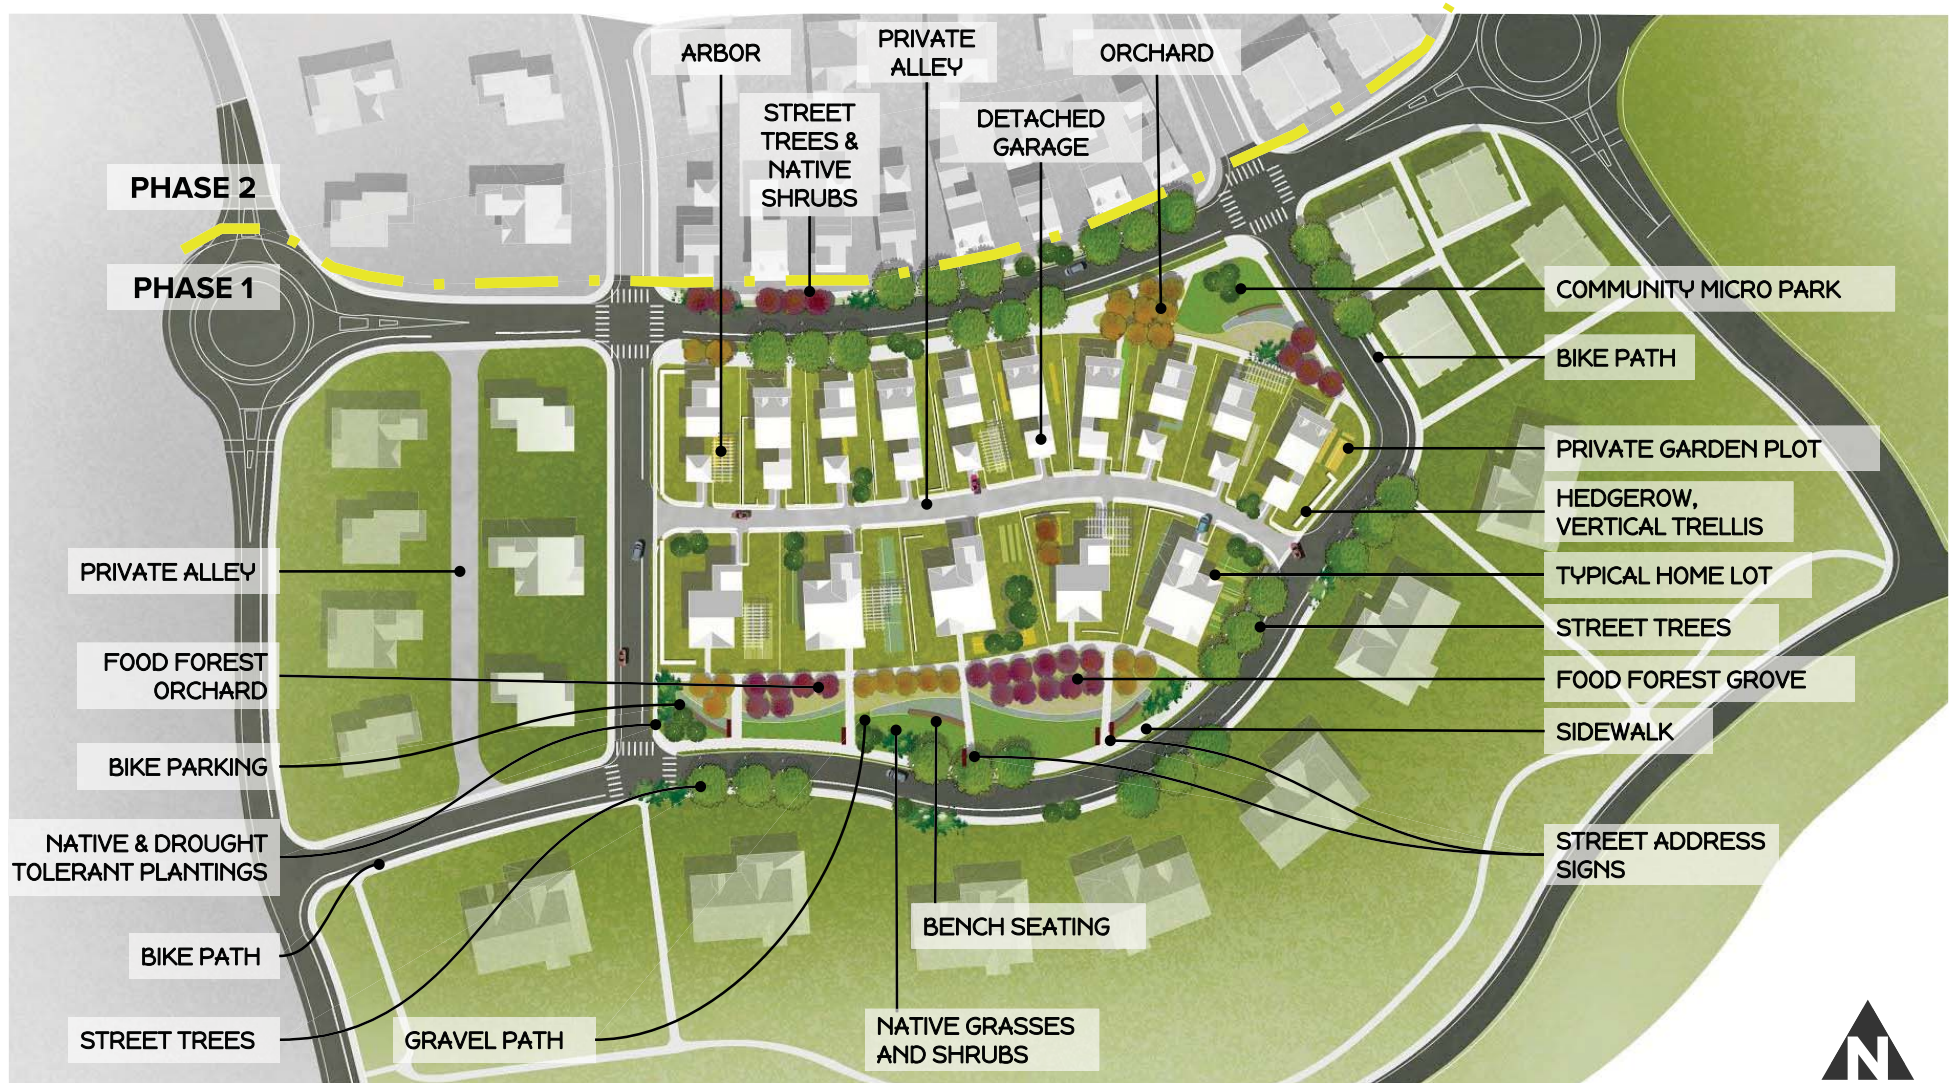 ARBOR
PRIVATE
ALLEY
ORCHARD
STREET
TREES &
NATIVE
SHRUBS
DETACHED
GARAGE
PHASE 2
PHASE 1
COMMUNITY MICRO PARK
BIKE PATH
PRIVATE GARDEN PLOT
HEDGEROW,
VERTICAL TRELLIS
TYPICAL HOME LOT
STREET TREES
FOOD FOREST GROVE
SIDEWALK
STREET ADDRESS
SIGNS
PRIVATE ALLEY
FOOD FOREST
ORCHARD
BIKE PARKING
NATIVE & DROUGHT
TOLERANT PLANTINGS
BIKE PATH
STREET TREES
GRAVEL PATH
BENCH SEATING
NATIVE GRASSES
AND SHRUBS
N